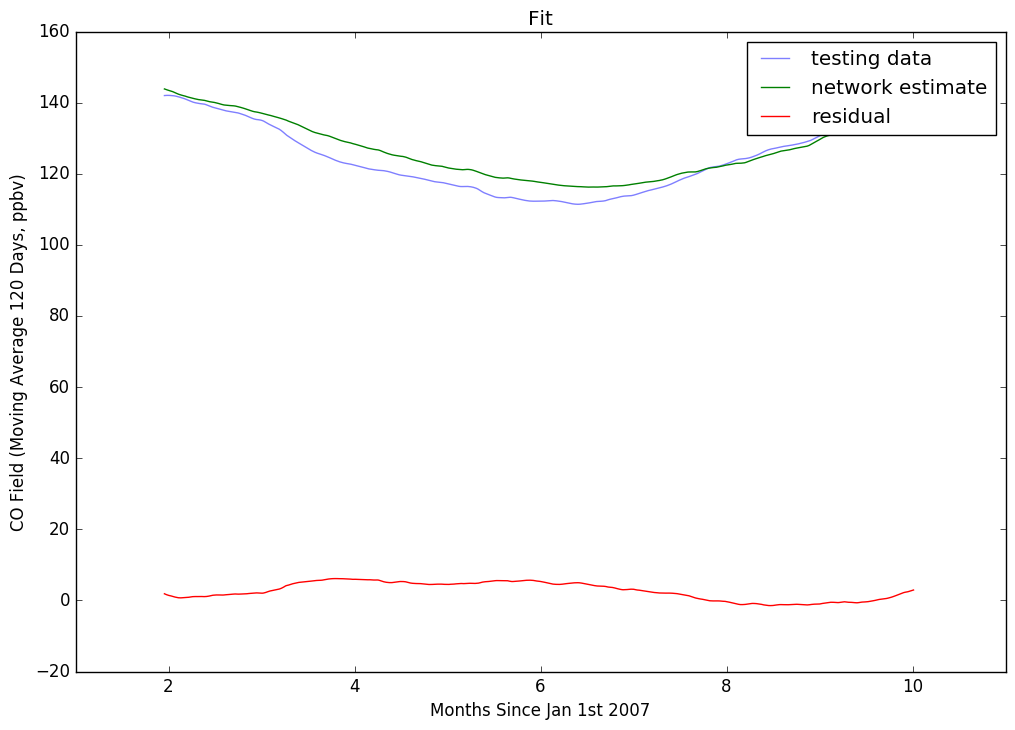 Fit
testing data
network estimate
residual
160
140
120
100
80
60
40
20
0
−20
CO Field (Moving Average 120 Days, ppbv)
2 4 6 8 10
Months Since Jan 1st 2007